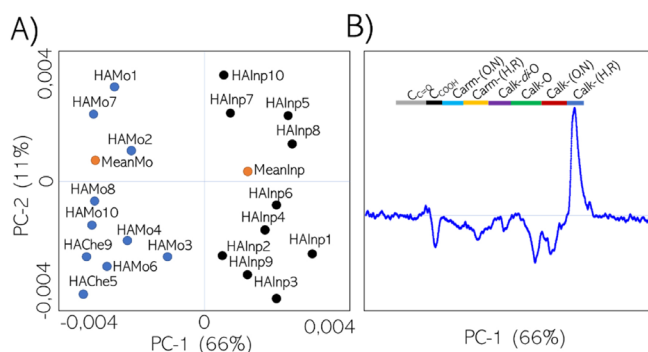 A)
B)
0,004
0
-0,004
PC-2 (11%)
HAMo1
HAMo7
HAMo2
MeanMo
HAMo8
HAMo10
HAMo4
HAChe9
HAMo3
HAMo6
HAChe5
HAInp10
HAInp7
HAInp5
HAInp8
MeanInp
HAInp6
HAInp4
HAInp2
HAInp1
HAInp9
HAInp3
-0,004
0
0,004
PC-1 (66%)
CC=O
CCOOH
Carm-(O,N)
Carm-(H,R)
Calk-di-O
Calk-O
Calk-(O,N)
Calk-(H,R)
PC-1 (66%)